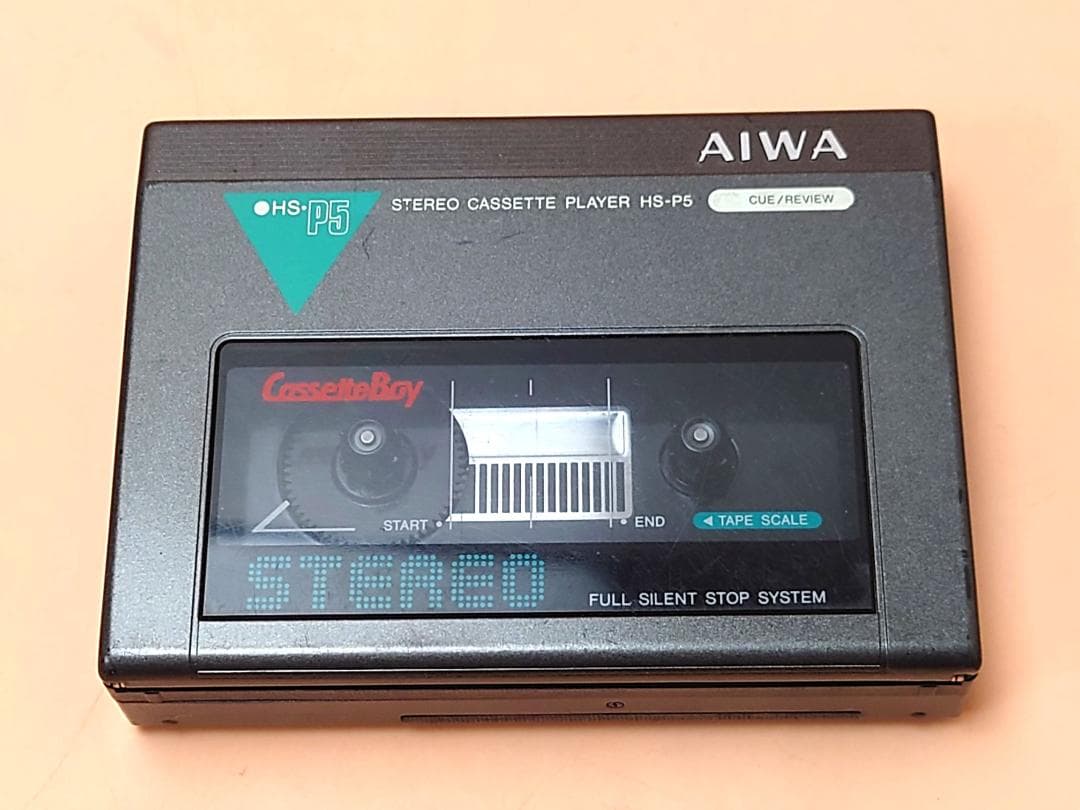 AIWA
HS-P5
STEREO CASSETTE PLAYER HS-P5
CUE/REVIEW
CassetteBoy
START
END
◀ TAPE SCALE
STEREO
FULL SILENT STOP SYSTEM